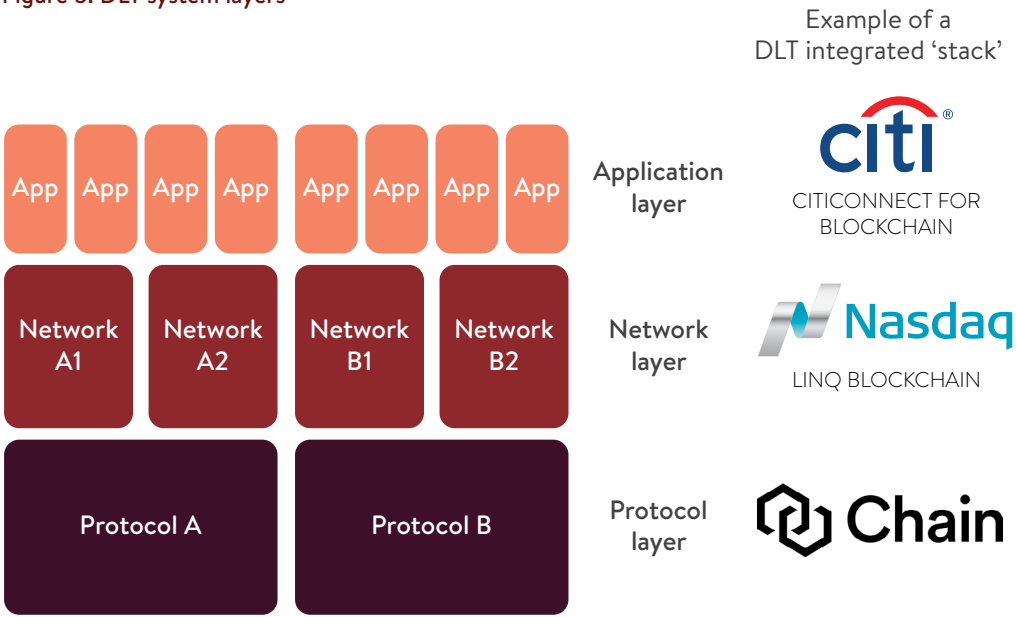 Example of a
DLT integrated ‘stack’
App App App App App App App App
Application
layer
citi®
CITICONNECT FOR
BLOCKCHAIN
Network
A1
Network
A2
Network
B1
Network
B2
Network
layer
Nasdaq
LINQ BLOCKCHAIN
Protocol A
Protocol B
Protocol
layer
Chain